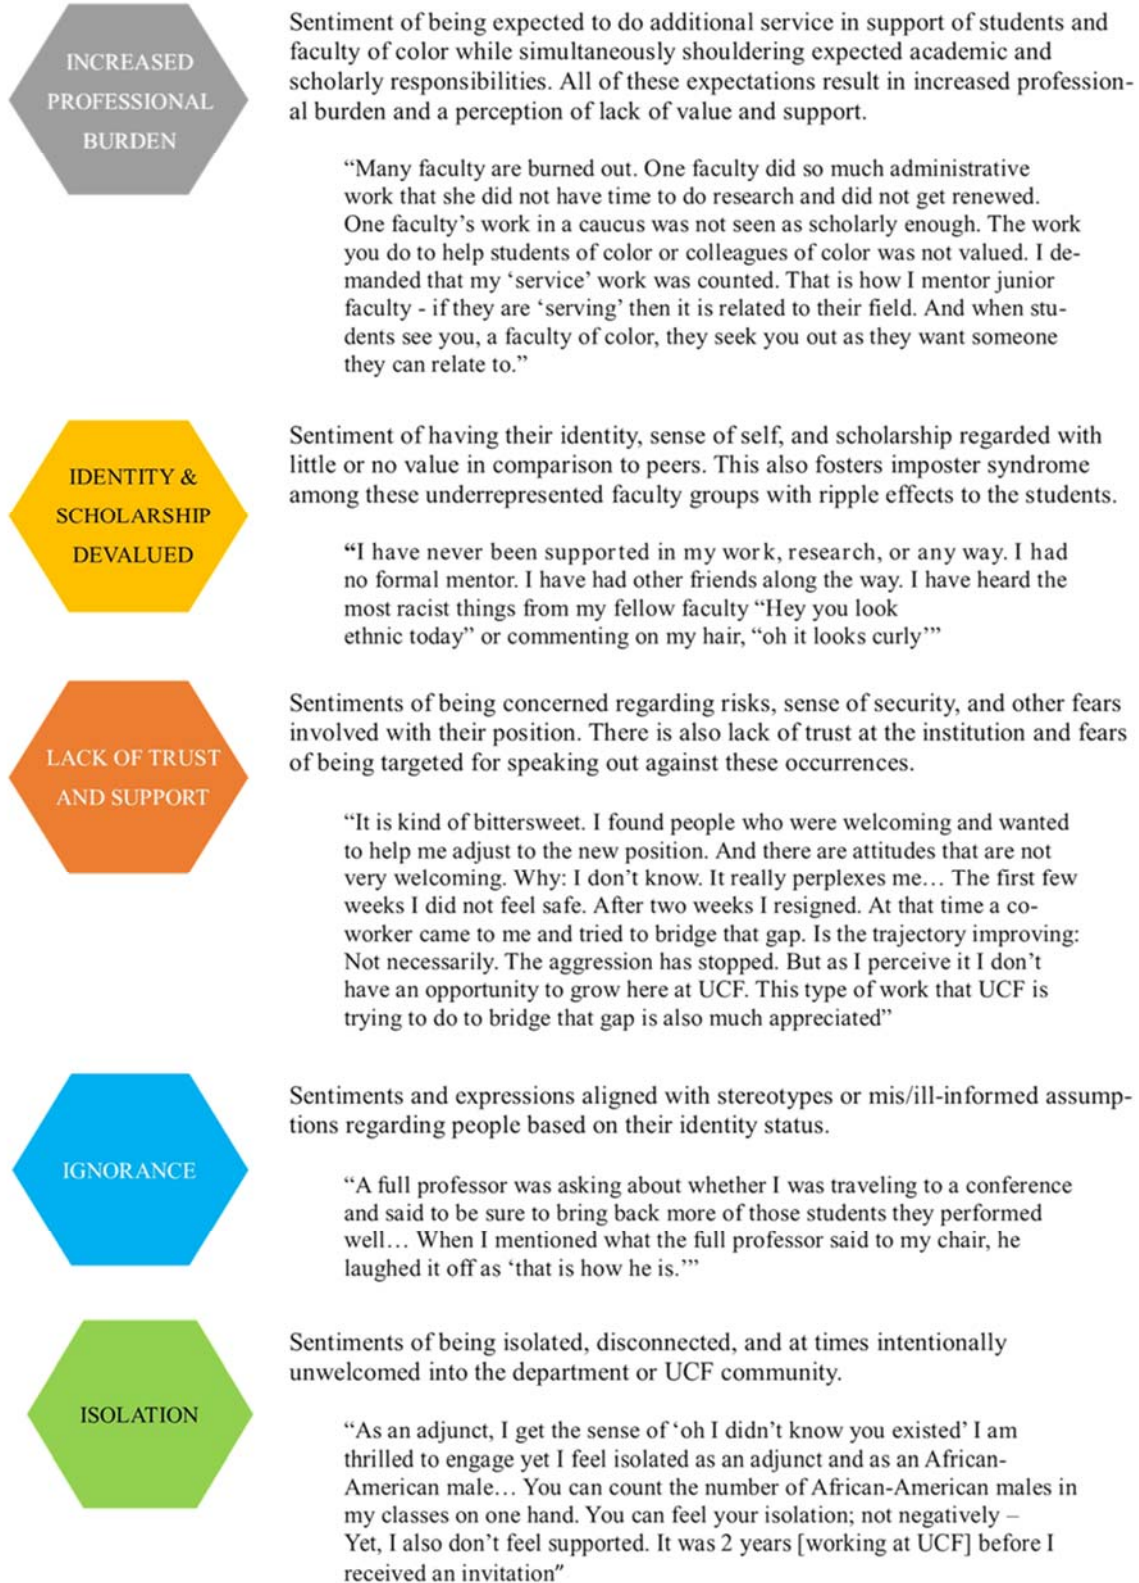 INCREASED
PROFESSIONAL
BURDEN
Sentiment of being expected to do additional service in support of students and
faculty of color while simultaneously shouldering expected academic and
scholarly responsibilities. All of these expectations result in increased profession-
al burden and a perception of lack of value and support.
“Many faculty are burned out. One faculty did so much administrative
work that she did not have time to do research and did not get renewed.
One faculty’s work in a caucus was not seen as scholarly enough. The work
you do to help students of color or colleagues of color was not valued. I de-
manded that my ‘service’ work was counted. That is how I mentor junior
faculty - if they are ‘serving’ then it is related to their field. And when stu-
dents see you, a faculty of color, they seek you out as they want someone
they can relate to.”
IDENTITY &
SCHOLARSHIP
DEVALUED
Sentiment of having their identity, sense of self, and scholarship regarded with
little or no value in comparison to peers. This also fosters imposter syndrome
among these underrepresented faculty groups with ripple effects to the students.
“I have never been supported in my work, research, or any way. I had
no formal mentor. I have had other friends along the way. I have heard the
most racist things from my fellow faculty “Hey you look
ethnic today” or commenting on my hair, “oh it looks curly’”
LACK OF TRUST
AND SUPPORT
Sentiments of being concerned regarding risks, sense of security, and other fears
involved with their position. There is also lack of trust at the institution and fears
of being targeted for speaking out against these occurrences.
“It is kind of bittersweet. I found people who were welcoming and wanted
to help me adjust to the new position. And there are attitudes that are not
very welcoming. Why: I don’t know. It really perplexes me… The first few
weeks I did not feel safe. After two weeks I resigned. At that time a co-
worker came to me and tried to bridge that gap. Is the trajectory improving:
Not necessarily. The aggression has stopped. But as I perceive it I don’t
have an opportunity to grow here at UCF. This type of work that UCF is
trying to do to bridge that gap is also much appreciated”
IGNORANCE
Sentiments and expressions aligned with stereotypes or mis/ill-informed assump-
tions regarding people based on their identity status.
“A full professor was asking about whether I was traveling to a conference
and said to be sure to bring back more of those students they performed
well… When I mentioned what the full professor said to my chair, he
laughed it off as ‘that is how he is.’”
ISOLATION
Sentiments of being isolated, disconnected, and at times intentionally
unwelcomed into the department or UCF community.
“As an adjunct, I get the sense of ‘oh I didn’t know you existed’ I am
thrilled to engage yet I feel isolated as an adjunct and as an African-
American male… You can count the number of African-American males in
my classes on one hand. You can feel your isolation; not negatively –
Yet, I also don’t feel supported. It was 2 years [working at UCF] before I
received an invitation”